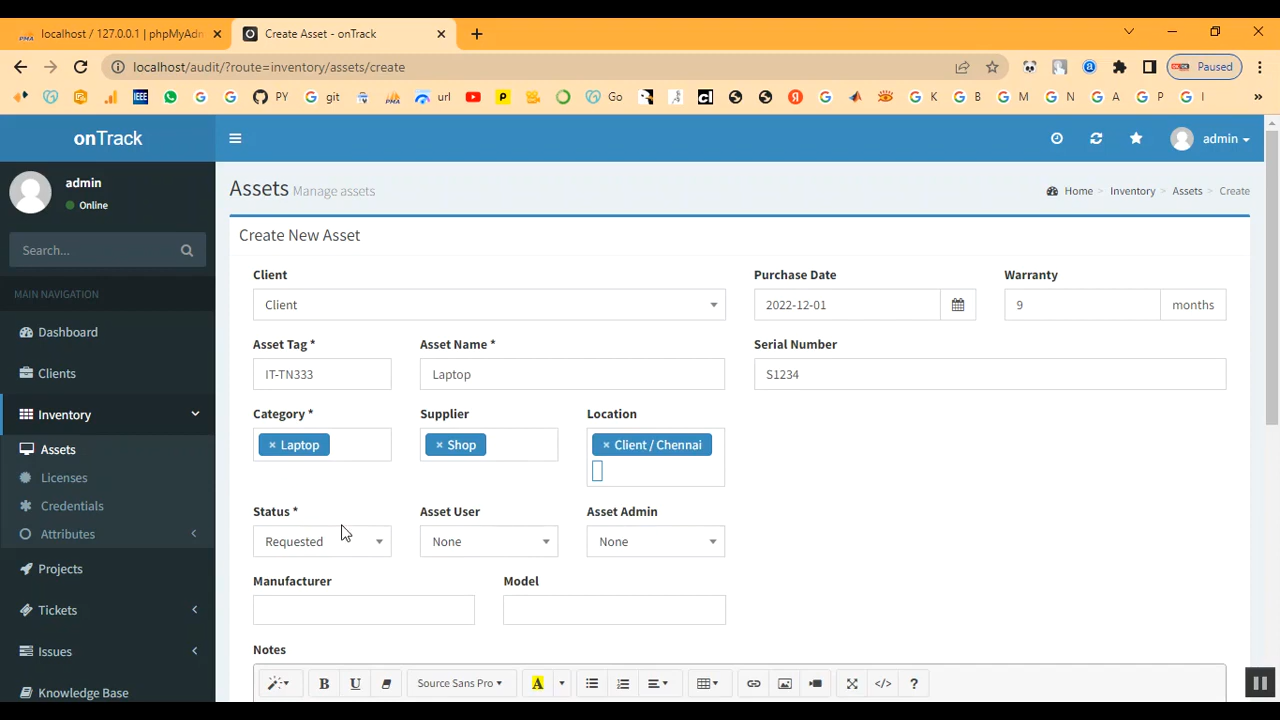 localhost / 127.0.0.1 | phpMyAdm
Create Asset - onTrack
localhost/audit/?route=inventory/assets/create
Paused
PY
git
url
Go
K
B
M
N
A
P
I
onTrack
admin
admin
Online
Assets Manage assets
Home > Inventory > Assets > Create
Search...
Create New Asset
MAIN NAVIGATION
Dashboard
Clients
Inventory
Assets
Licenses
Credentials
Attributes
Projects
Tickets
Issues
Knowledge Base
Client
Purchase Date
Warranty
Client
2022-12-01
9
months
Asset Tag *
Asset Name *
Serial Number
IT-TN333
Laptop
S1234
Category *
Supplier
Location
× Laptop
× Shop
× Client / Chennai
Status *
Asset User
Asset Admin
Requested
None
None
Manufacturer
Model
Notes
B
U
Source Sans Pro
A
</>
?